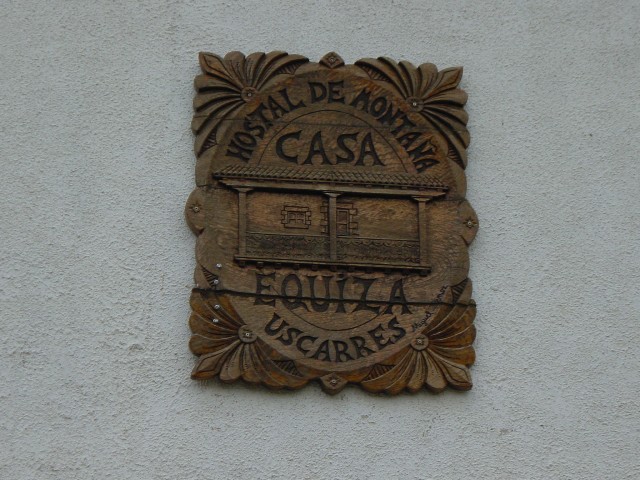 HOSTAL DE MONTAÑA
CASA
EQUIZA
USCARRES